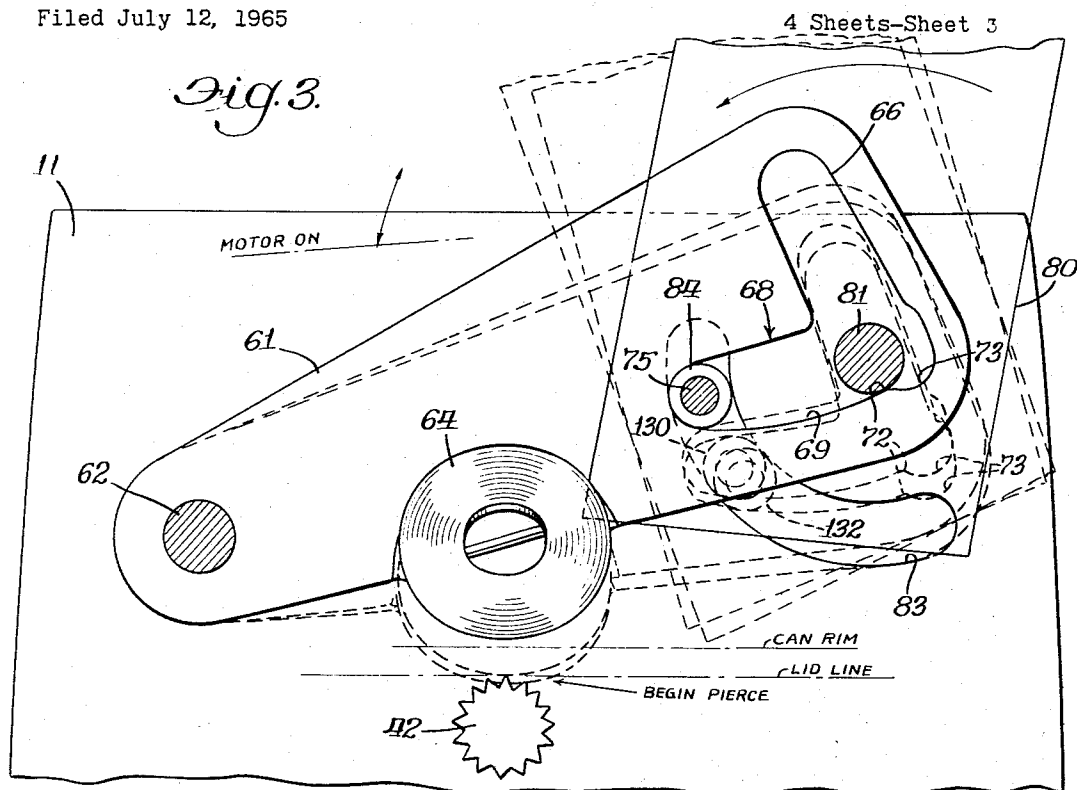 Filed July 12, 1965
4 Sheets-Sheet 3
Fig. 3.
11
66
MOTOR ON
80
84
68
81
61
75
73
64
130
69
72
73
62
132
83
CAN RIM
LID LINE
BEGIN PIERCE
42